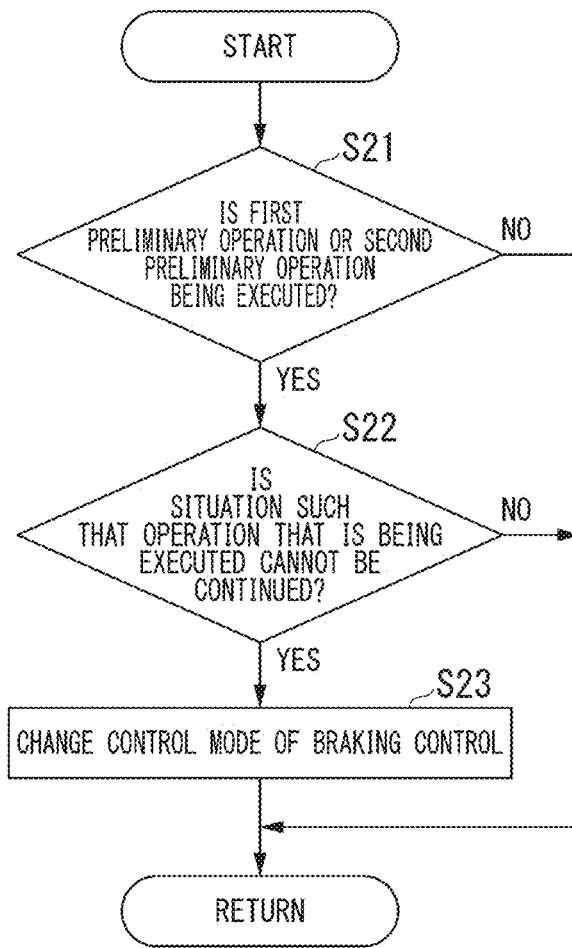 START
S21
IS FIRST
PRELIMINARY OPERATION OR SECOND
PRELIMINARY OPERATION
BEING EXECUTED?
NO
YES
S22
IS
SITUATION SUCH
THAT OPERATION THAT IS BEING
EXECUTED CANNOT BE
CONTINUED?
NO
YES
S23
CHANGE CONTROL MODE OF BRAKING CONTROL
RETURN